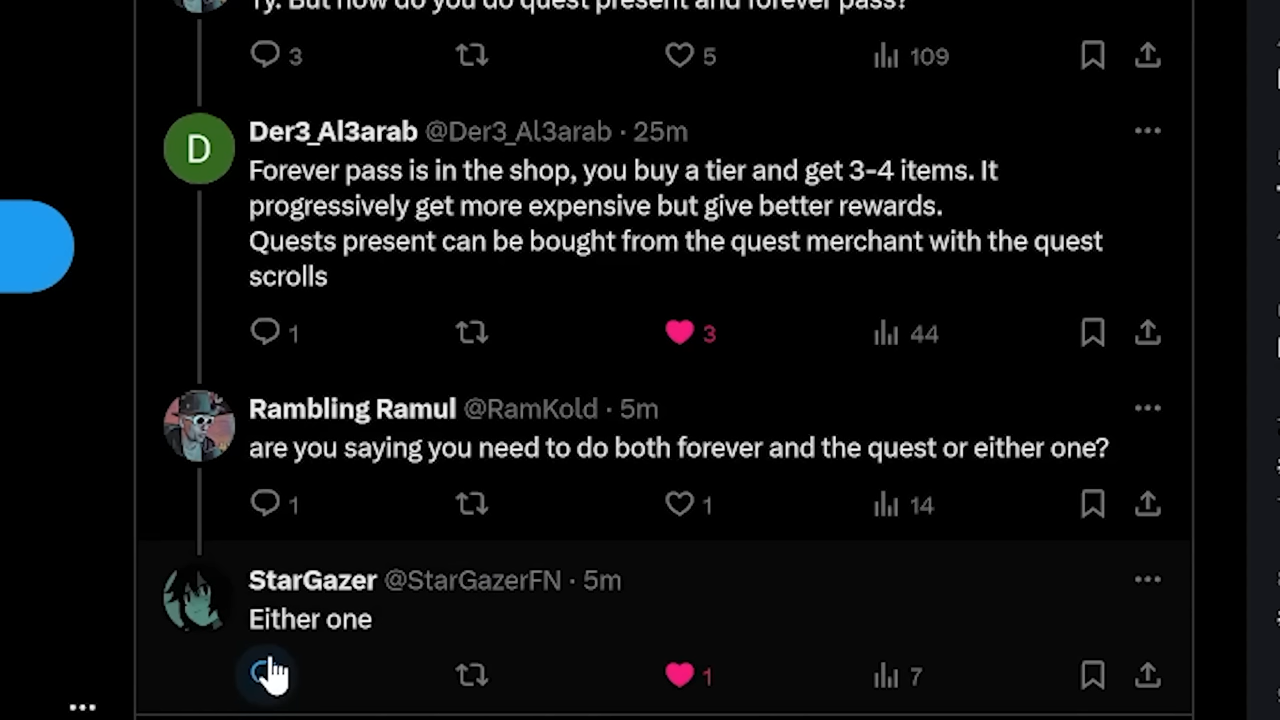 Ty. But how do you do quest present and forever pass?
3 5 109
Der3_Al3arab @Der3_Al3arab · 25m
D
Forever pass is in the shop, you buy a tier and get 3-4 items. It
progressively get more expensive but give better rewards.
Quests present can be bought from the quest merchant with the quest
scrolls
1 3 44
Rambling Ramul @RamKold · 5m
are you saying you need to do both forever and the quest or either one?
1 1 14
StarGazer @StarGazerFN · 5m
Either one
1 7